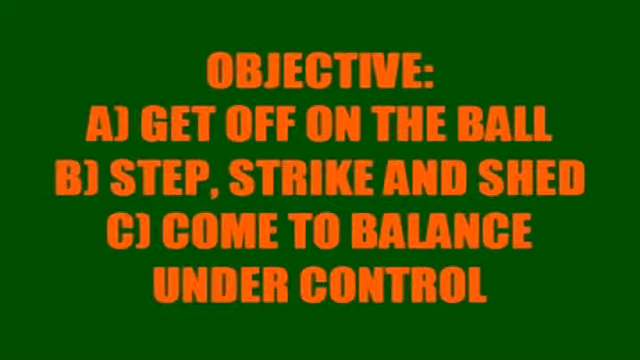 OBJECTIVE:
A) GET OFF ON THE BALL
B) STEP, STRIKE AND SHED
C) COME TO BALANCE
UNDER CONTROL